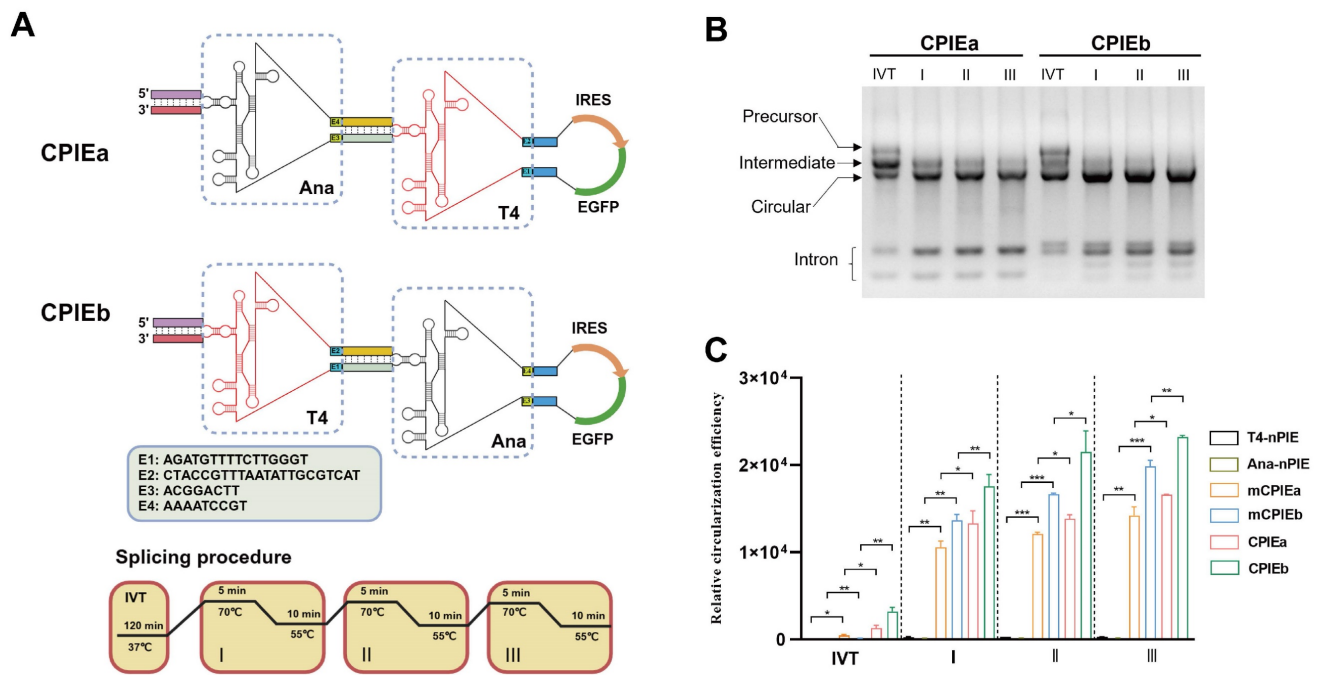 A
5'
3'
E4
E3
IRES
CPIEa
Ana
E2
E1
T4
EGFP
CPIEb
5'
3'
E2
E1
IRES
T4
E4
E3
Ana
EGFP
E1: AGATGTTTTCTTGGGT
E2: CTACCGTTTAATATTGCGTCAT
E3: ACGGACTT
E4: AAAATCCGT
Splicing procedure
IVT
120 min
37℃
5 min
70℃
10 min
55℃
I
5 min
70℃
10 min
55℃
II
5 min
70℃
10 min
55℃
III
B
CPIEa CPIEb
IVT I II III IVT I II III
Precursor
Intermediate
Circular
Intron
C
Relative circularization efficiency
3×10⁴
2×10⁴
1×10⁴
0
* ** * **
** ** * **
*** *** * *
** *** * **
IVT I II III
T4-nPIE
Ana-nPIE
mCPIEa
mCPIEb
CPIEa
CPIEb